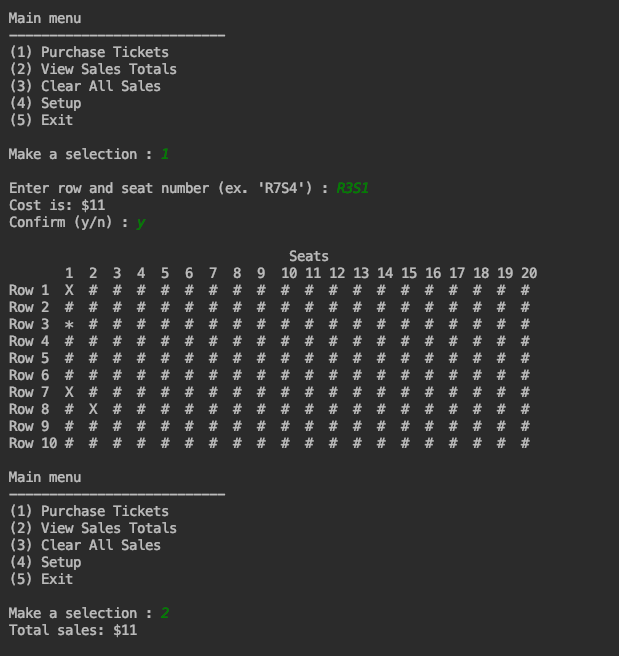 Main menu
---------------------------
(1) Purchase Tickets
(2) View Sales Totals
(3) Clear All Sales
(4) Setup
(5) Exit
Make a selection : 1
Enter row and seat number (ex. 'R7S4') : R3S1
Cost is: $11
Confirm (y/n) : y
Seats
1 2 3 4 5 6 7 8 9 10 11 12 13 14 15 16 17 18 19 20
Row 1 X # # # # # # # # # # # # # # # # # # #
Row 2 # # # # # # # # # # # # # # # # # # # #
Row 3 * # # # # # # # # # # # # # # # # # # #
Row 4 # # # # # # # # # # # # # # # # # # # #
Row 5 # # # # # # # # # # # # # # # # # # # #
Row 6 # # # # # # # # # # # # # # # # # # # #
Row 7 X # # # # # # # # # # # # # # # # # # #
Row 8 # X # # # # # # # # # # # # # # # # # #
Row 9 # # # # # # # # # # # # # # # # # # # #
Row 10 # # # # # # # # # # # # # # # # # # # #
Main menu
---------------------------
(1) Purchase Tickets
(2) View Sales Totals
(3) Clear All Sales
(4) Setup
(5) Exit
Make a selection : 2
Total sales: $11